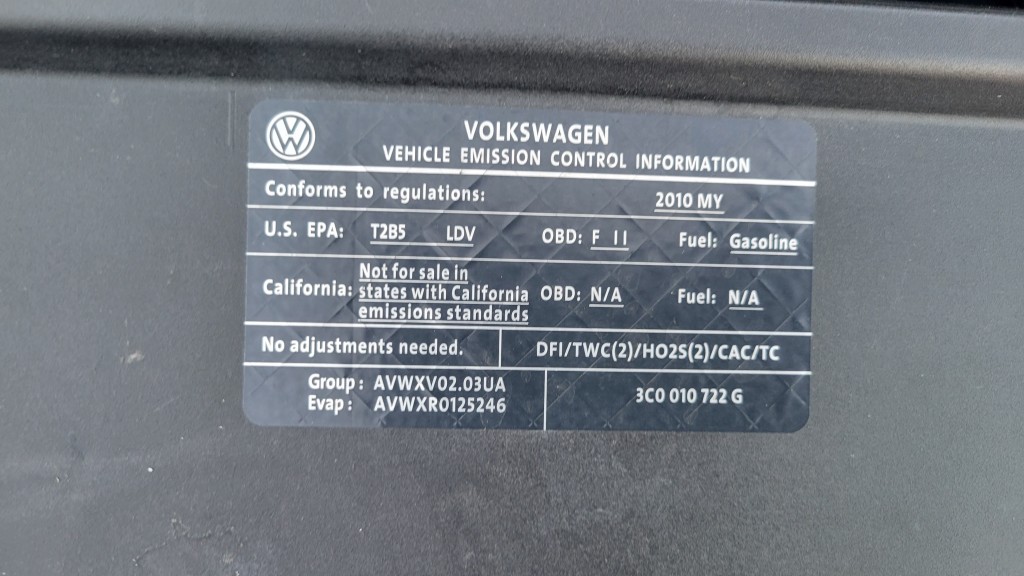 VOLKSWAGEN
VEHICLE EMISSION CONTROL INFORMATION
Conforms to regulations: 2010 MY
U.S. EPA: T2B5 LDV OBD: F II Fuel: Gasoline
California: Not for sale in
states with California
emissions standards
OBD: N/A Fuel: N/A
No adjustments needed. DFI/TWC(2)/HO2S(2)/CAC/TC
Group: AVWXV02.03UA
Evap: AVWXR0125246
3C0 010 722 G